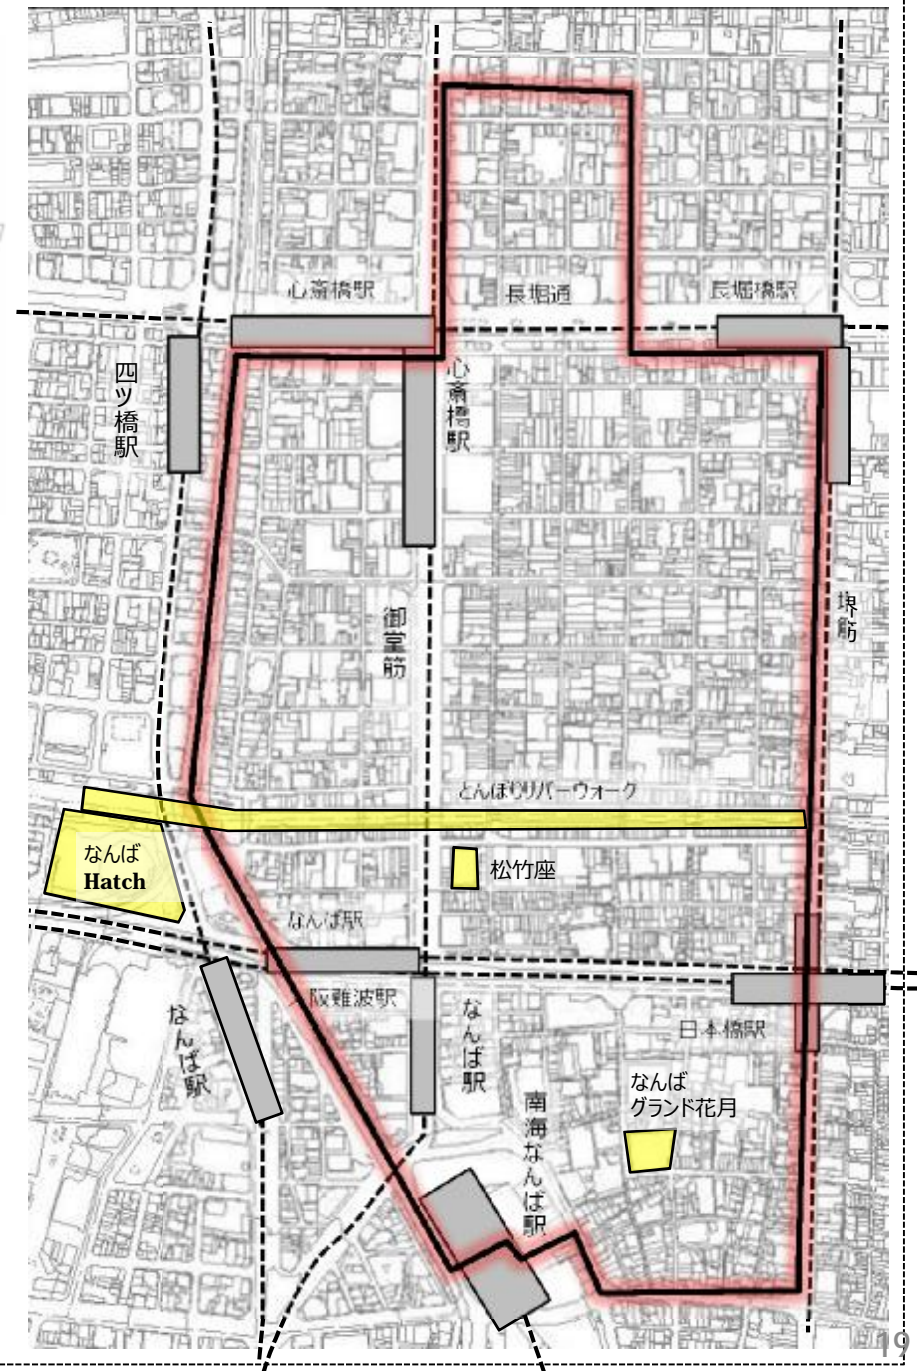 心斎橋駅
長堀通
長堀橋駅
四ツ橋駅
心斎橋駅
御堂筋
堺筋
とんぼりリバーウォーク
なんば
Hatch
松竹座
なんば駅
大阪難波駅
なんば駅
なんば駅
日本橋駅
なんば
グランド花月
南海なんば駅
19